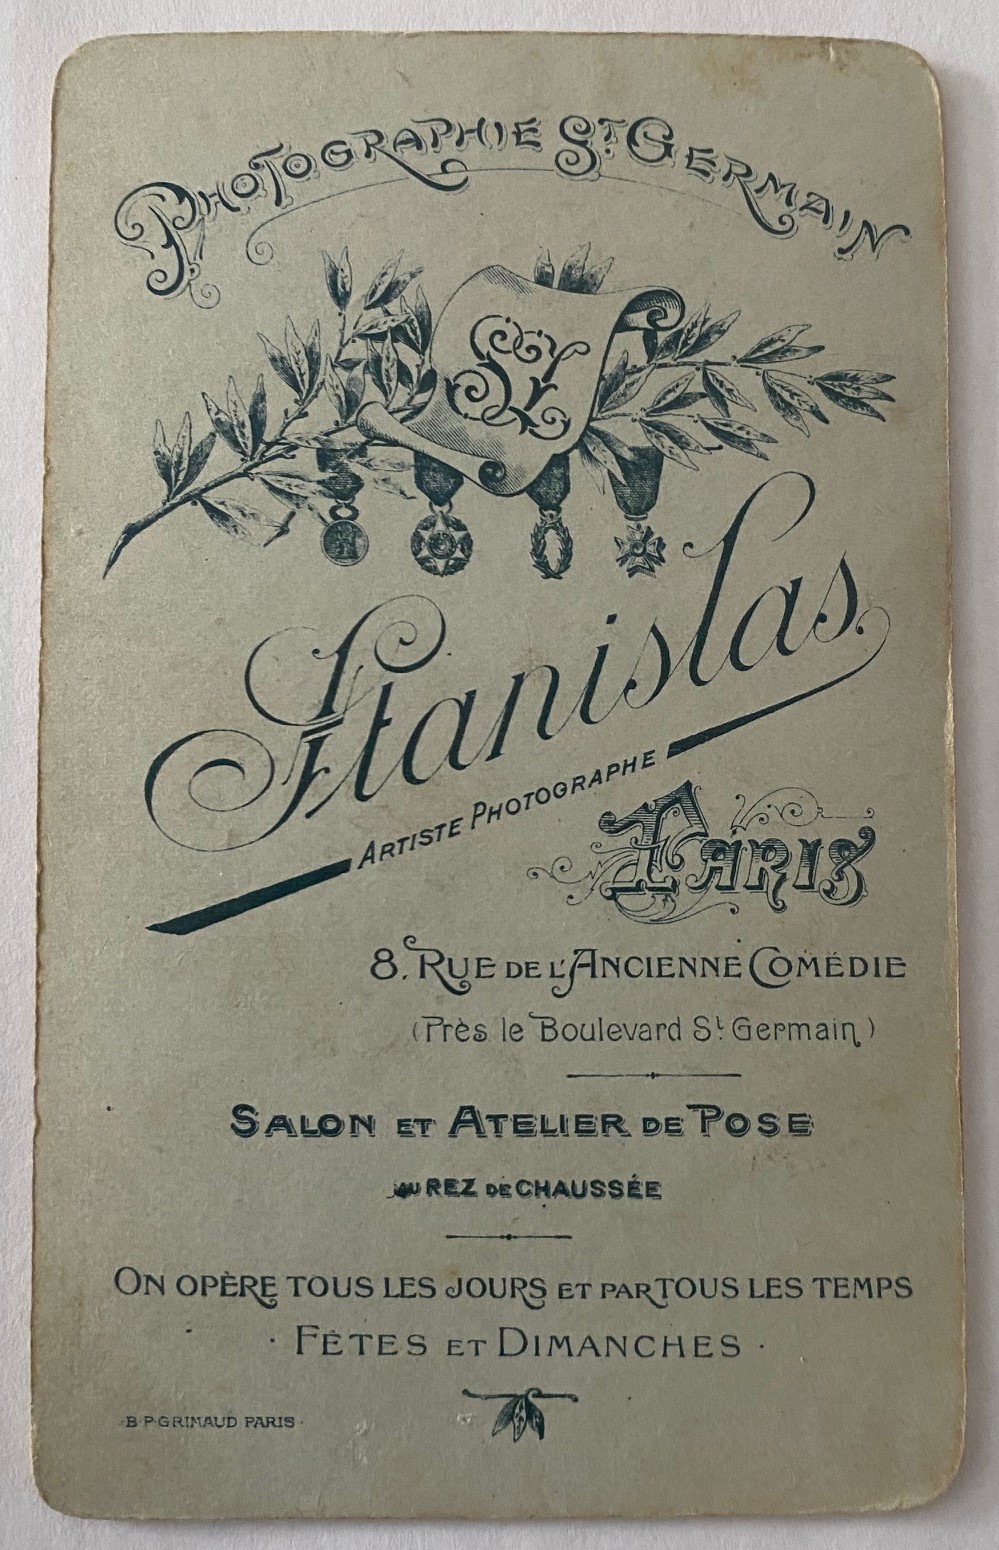 PHOTOGRAPHIE ST GERMAIN
Stanislas.
ARTISTE PHOTOGRAPHE
PARIS
8, RUE DE L'ANCIENNE COMÉDIE
(Près le Boulevard St Germain)
SALON ET ATELIER DE POSE
AU REZ DE CHAUSSÉE
ON OPÈRE TOUS LES JOURS ET PAR TOUS LES TEMPS
· FÊTES ET DIMANCHES ·
·B·P·GRIMAUD PARIS·